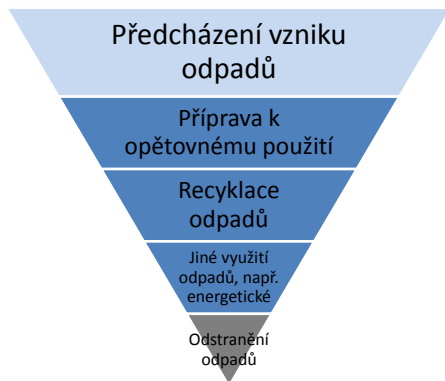 Předcházení vzniku
odpadů
Příprava k
opětovnému použití
Recyklace
odpadů
Jiné využití
odpadů, např.
energetické
Odstranění
odpadů